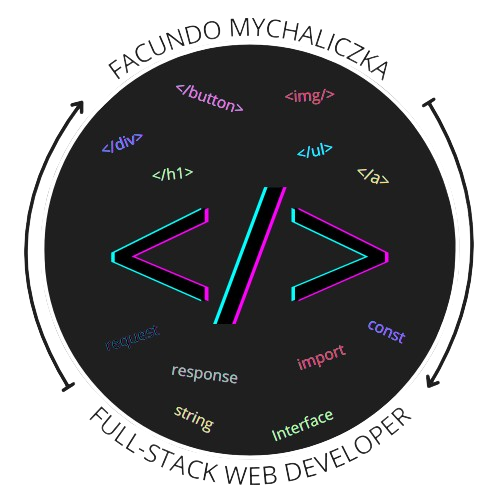 FACUNDO MYCHALICZKA
</button>
<img/>
</div>
</ul>
</h1>
</a>
</>
request
const
import
response
string
Interface
FULL-STACK WEB DEVELOPER